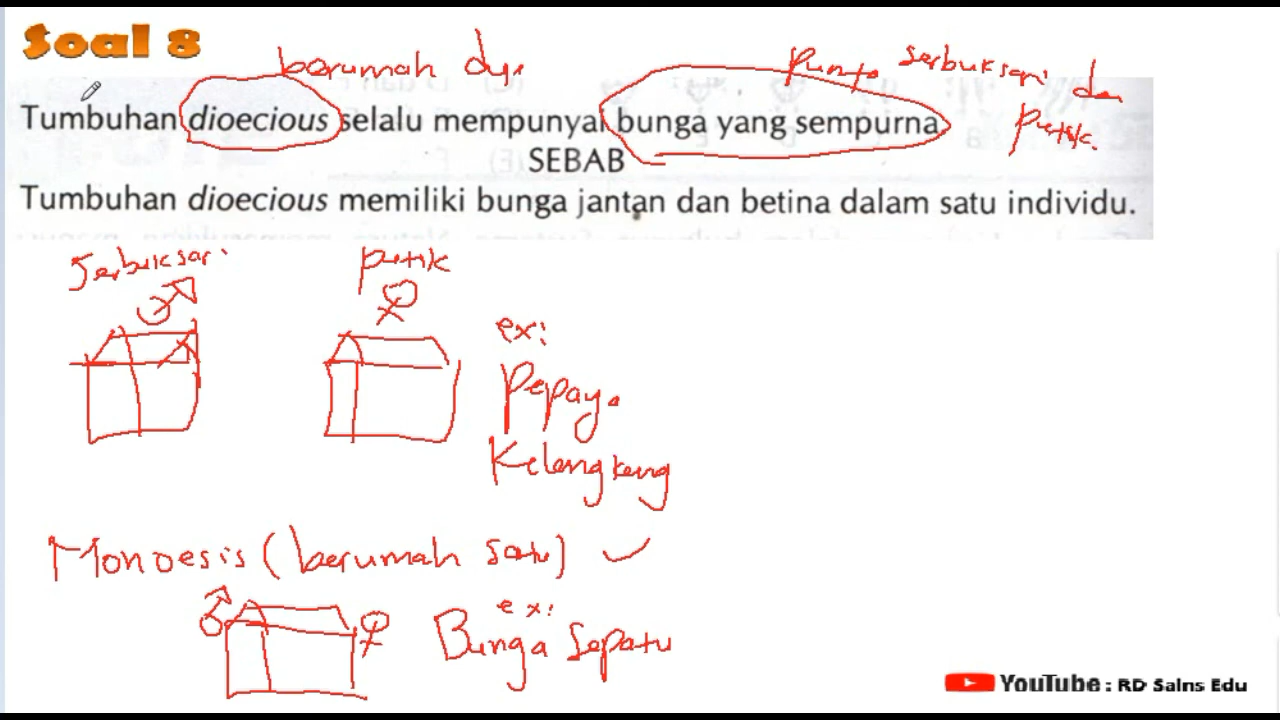 Soal 8
berumah dua
Punya serbuksari dan
Putik.
Tumbuhan dioecious selalu mempunyai bunga yang sempurna
SEBAB
Tumbuhan dioecious memiliki bunga jantan dan betina dalam satu individu.
Serbuksari
Putik
ex:
Pepaya
Kelengkeng
Monoesis (berumah satu)
ex:
Bunga Sepatu
YouTube : RD Sains Edu